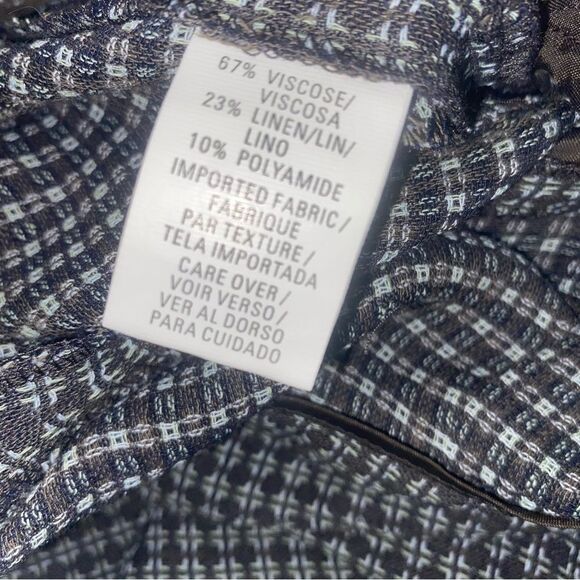 67% VISCOSE/
VISCOSA
23% LINEN/LIN/
LINO
10% POLYAMIDE
IMPORTED FABRIC/
FABRIQUE
PAR TEXTURE/
TELA IMPORTADA
CARE OVER/
VOIR VERSO/
VER AL DORSO
PARA CUIDADO